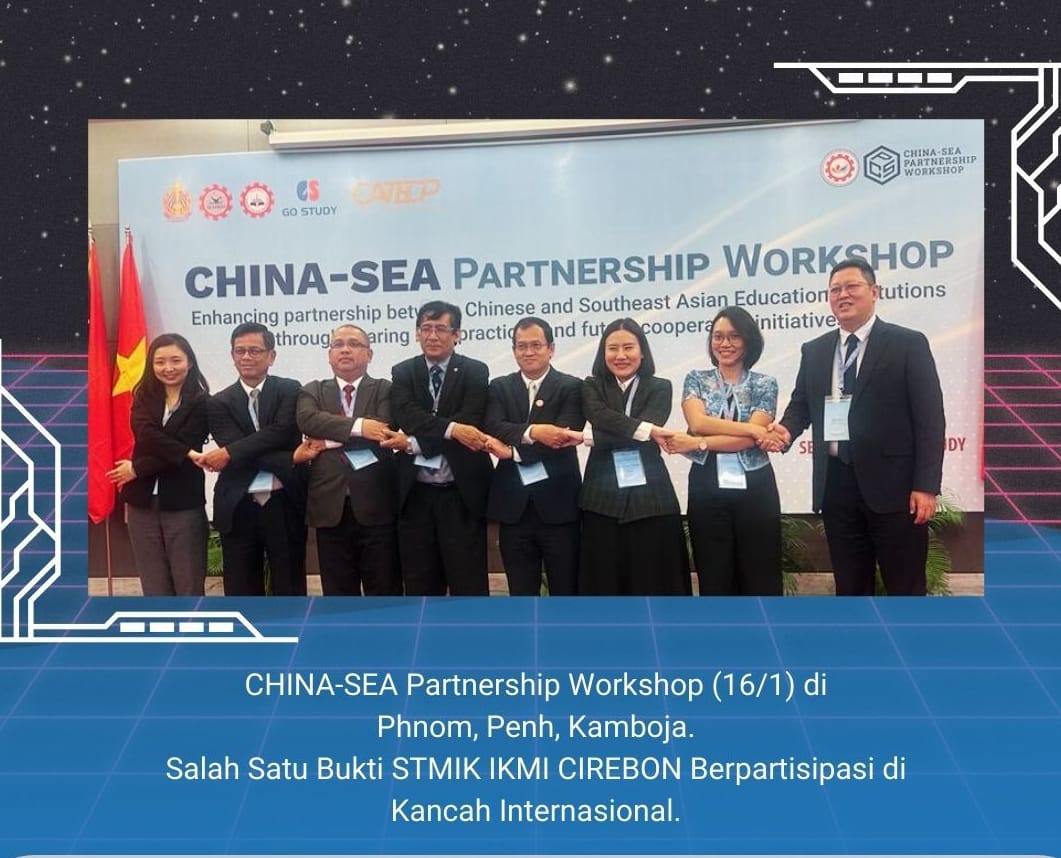 GO STUDY
CATHCP
CHINA-SEA
PARTNERSHIP
WORKSHOP
CHINA-SEA PARTNERSHIP WORKSHOP
Enhancing partnership Chinese and Southeast Asian Education
and initiative
CHINA-SEA Partnership Workshop (16/1) di
Phnom, Penh, Kamboja.
Salah Satu Bukti STMIK IKMI CIREBON Berpartisipasi di
Kancah Internasional.